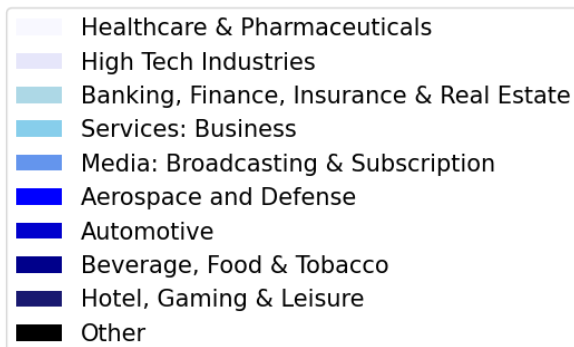 Healthcare & Pharmaceuticals
High Tech Industries
Banking, Finance, Insurance & Real Estate
Services: Business
Media: Broadcasting & Subscription
Aerospace and Defense
Automotive
Beverage, Food & Tobacco
Hotel, Gaming & Leisure
Other